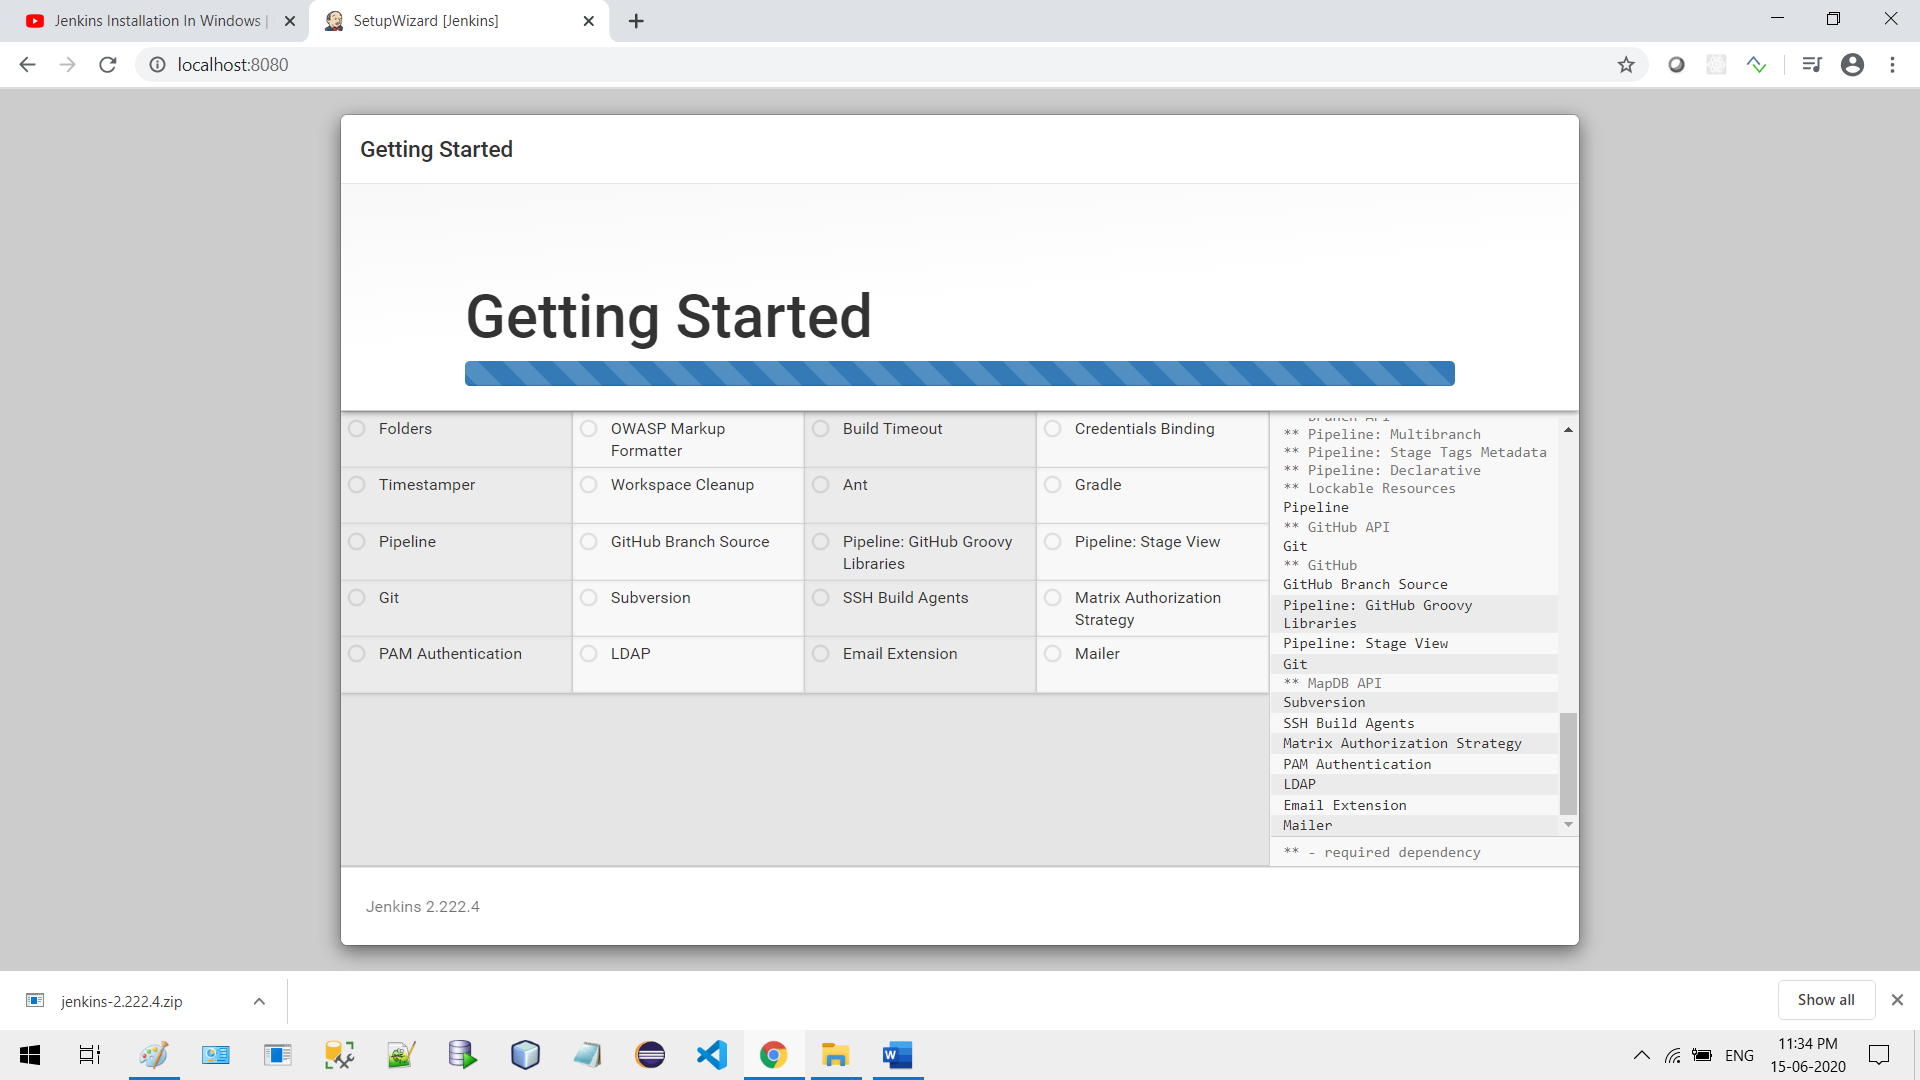 Jenkins Installation In Windows |
SetupWizard [Jenkins]
localhost:8080
Getting Started
Getting Started
Folders
OWASP Markup
Formatter
Build Timeout
Credentials Binding
Timestamper
Workspace Cleanup
Ant
Gradle
Pipeline
GitHub Branch Source
Pipeline: GitHub Groovy
Libraries
Pipeline: Stage View
Git
Subversion
SSH Build Agents
Matrix Authorization
Strategy
PAM Authentication
LDAP
Email Extension
Mailer
Branch API
** Pipeline: Multibranch
** Pipeline: Stage Tags Metadata
** Pipeline: Declarative
** Lockable Resources
Pipeline
** GitHub API
Git
** GitHub
GitHub Branch Source
Pipeline: GitHub Groovy
Libraries
Pipeline: Stage View
Git
** MapDB API
Subversion
SSH Build Agents
Matrix Authorization Strategy
PAM Authentication
LDAP
Email Extension
Mailer
** - required dependency
Jenkins 2.222.4
jenkins-2.222.4.zip
Show all
ENG
11:34 PM
15-06-2020